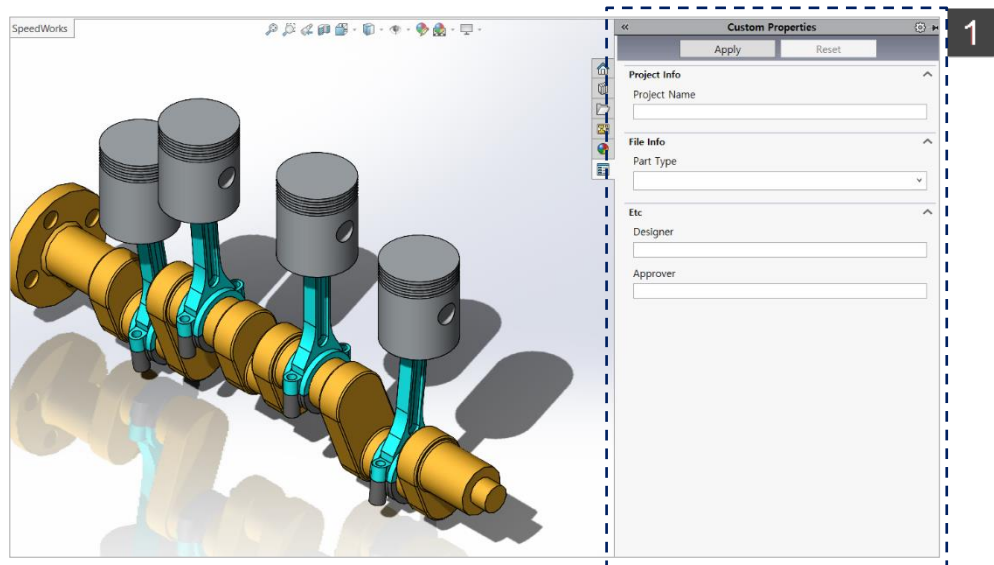 SpeedWorks
Custom Properties
1
Apply Reset
Project Info
Project Name
File Info
Part Type
Etc
Designer
Approver